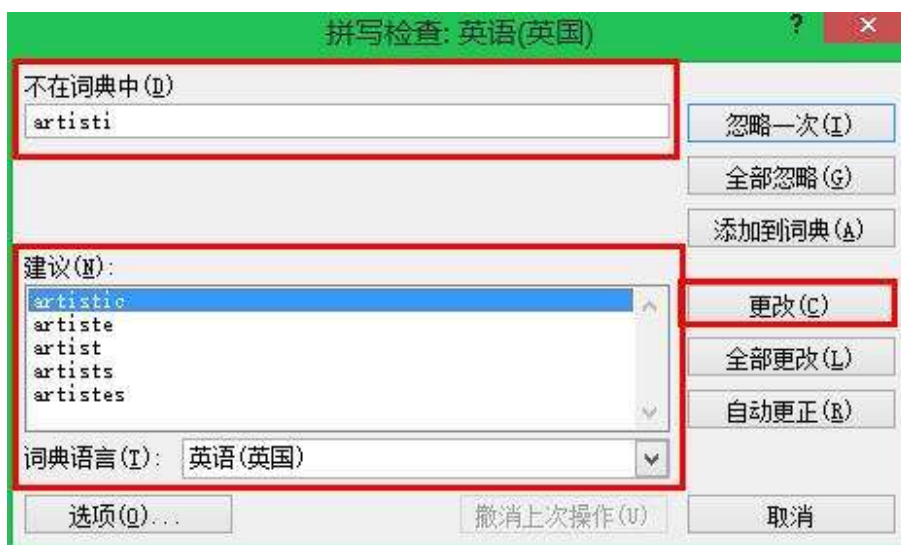 拼写检查: 英语(英国)
?
×
不在词典中(D)
artisti
忽略一次(I)
全部忽略(G)
添加到词典(A)
建议(N):
artistic
artiste
artist
artists
artistes
更改(C)
全部更改(L)
自动更正(R)
词典语言(T): 英语(英国)
选项(O)...
撤消上次操作(U)
取消